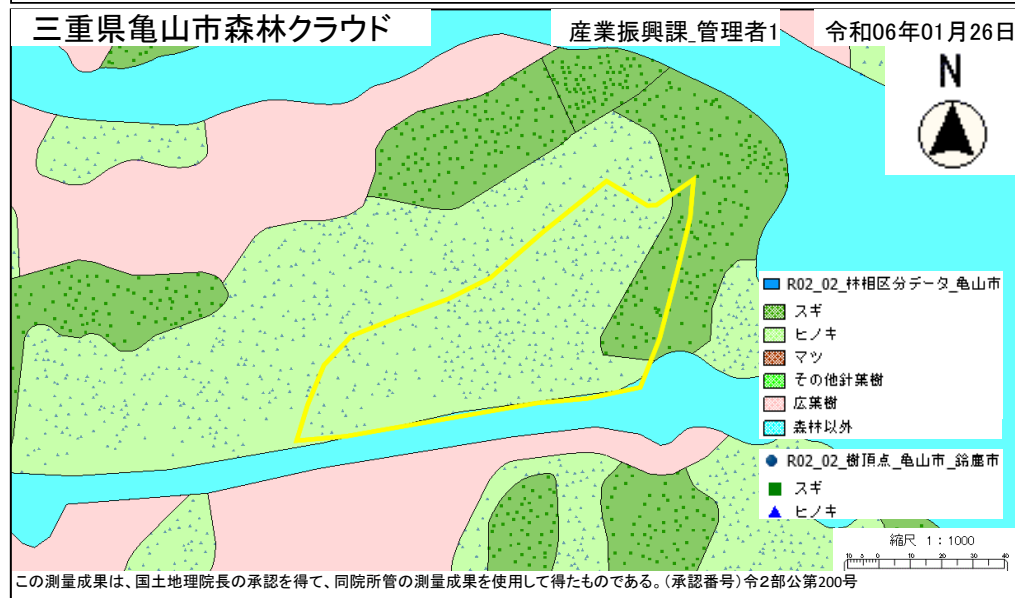 三重県亀山市森林クラウド
産業振興課_管理者1
令和06年01月26日
N
R02_02_林相区分データ_亀山市
スギ
ヒノキ
マツ
その他針葉樹
広葉樹
森林以外
R02_02_樹頂点_亀山市_鈴鹿市
スギ
ヒノキ
縮尺 1：1000
10 5 0 10 20 30 40
この測量成果は、国土地理院長の承認を得て、同院所管の測量成果を使用して得たものである。（承認番号）令2部公第200号